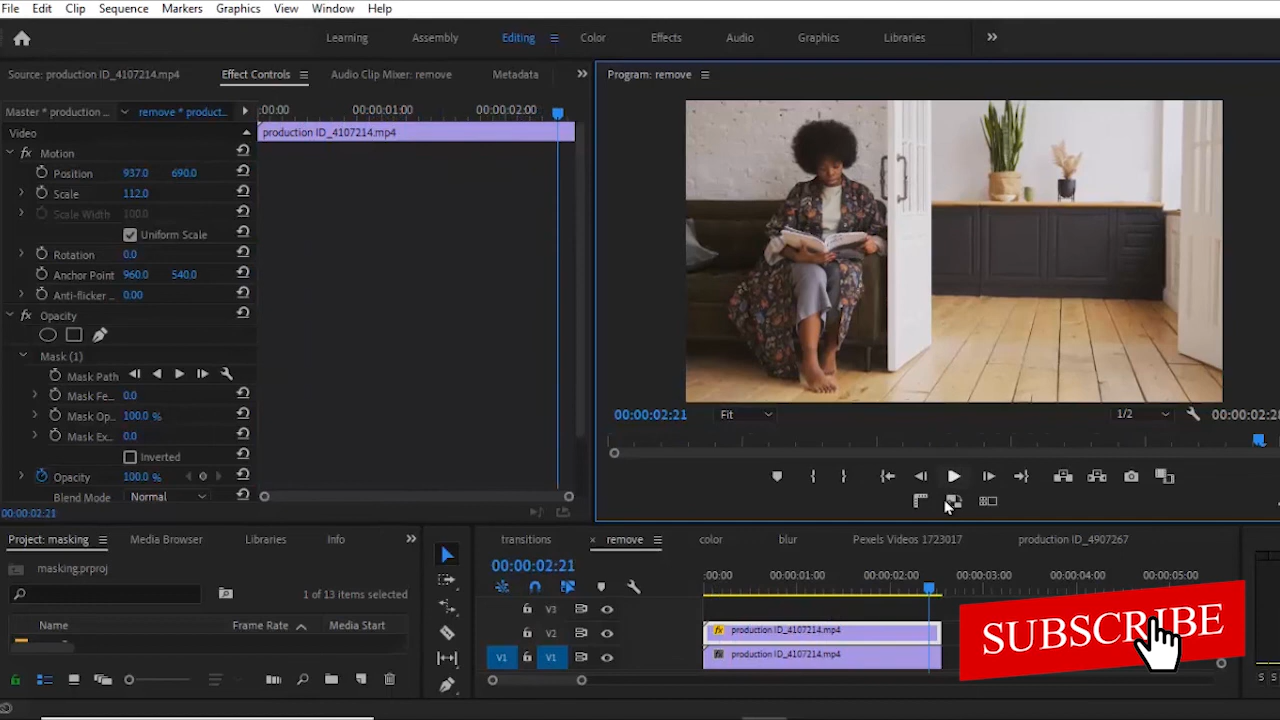 File Edit Clip Sequence Markers Graphics View Window Help
Learning Assembly Editing Color Effects Audio Graphics Libraries
Source: production ID_4107214.mp4 Effect Controls Audio Clip Mixer: remove Metadata
Program: remove
Master * production ... remove * product...
:00:00 00:00:01:00 00:00:02:00
Video
production ID_4107214.mp4
fx Motion
Position 937.0 690.0
Scale 112.0
Scale Width 100.0
Uniform Scale
Rotation 0.0
Anchor Point 960.0 540.0
Anti-flicker ... 0.00
fx Opacity
Mask (1)
Mask Path
Mask Fe... 0.0
Mask Op... 100.0 %
Mask Ex... 0.0
Inverted
Opacity 100.0 %
Blend Mode Normal
00:00:02:21
00:00:02:21 Fit 1/2
Project: masking Media Browser Libraries Info
masking.prproj
1 of 13 items selected
Name Frame Rate Media Start
transitions remove color blur Pexels Videos 1723017 production ID_4907267
00:00:02:21
:00:00 00:00:01:00 00:00:02:00 00:00:03:00 00:00:04:00 00:00:05:00
V3
V2 fx production ID_4107214.mp4
V1 V1 fx production ID_4107214.mp4
SUBSCRIBE
S S